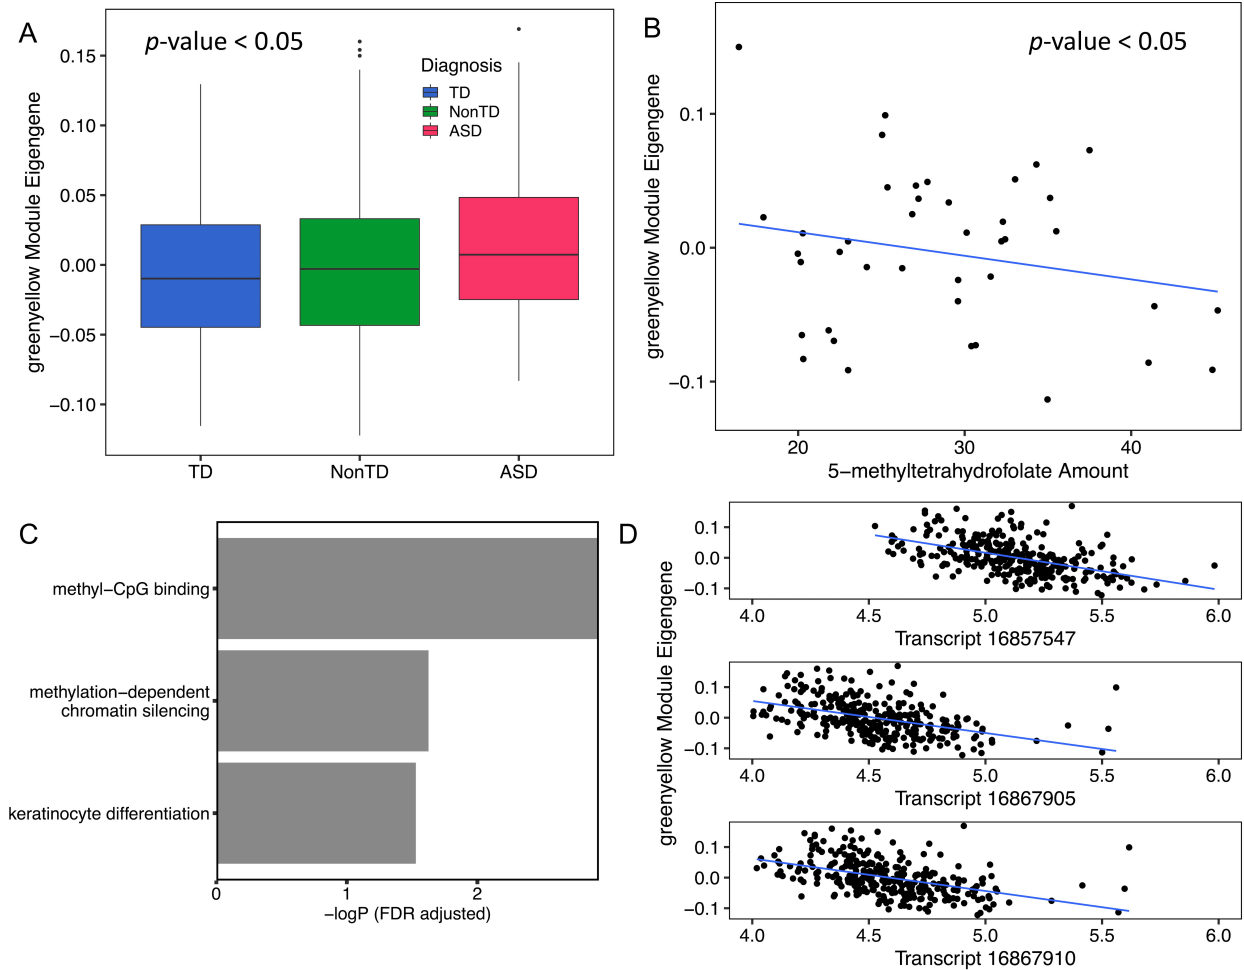 A
p-value < 0.05
Diagnosis
TD
NonTD
ASD
greenyellow Module Eigengene
0.15
0.10
0.05
0.00
−0.05
−0.10
TD NonTD ASD
B
p-value < 0.05
greenyellow Module Eigengene
0.1
0.0
−0.1
20 30 40
5−methyltetrahydrofolate Amount
C
methyl−CpG binding
methylation−dependent
chromatin silencing
keratinocyte differentiation
0 1 2
−logP (FDR adjusted)
D
greenyellow Module Eigengene
0.1
0.0
−0.1
4.0 4.5 5.0 5.5 6.0
Transcript 16857547
0.1
0.0
−0.1
4.0 4.5 5.0 5.5 6.0
Transcript 16867905
0.1
0.0
−0.1
4.0 4.5 5.0 5.5 6.0
Transcript 16867910